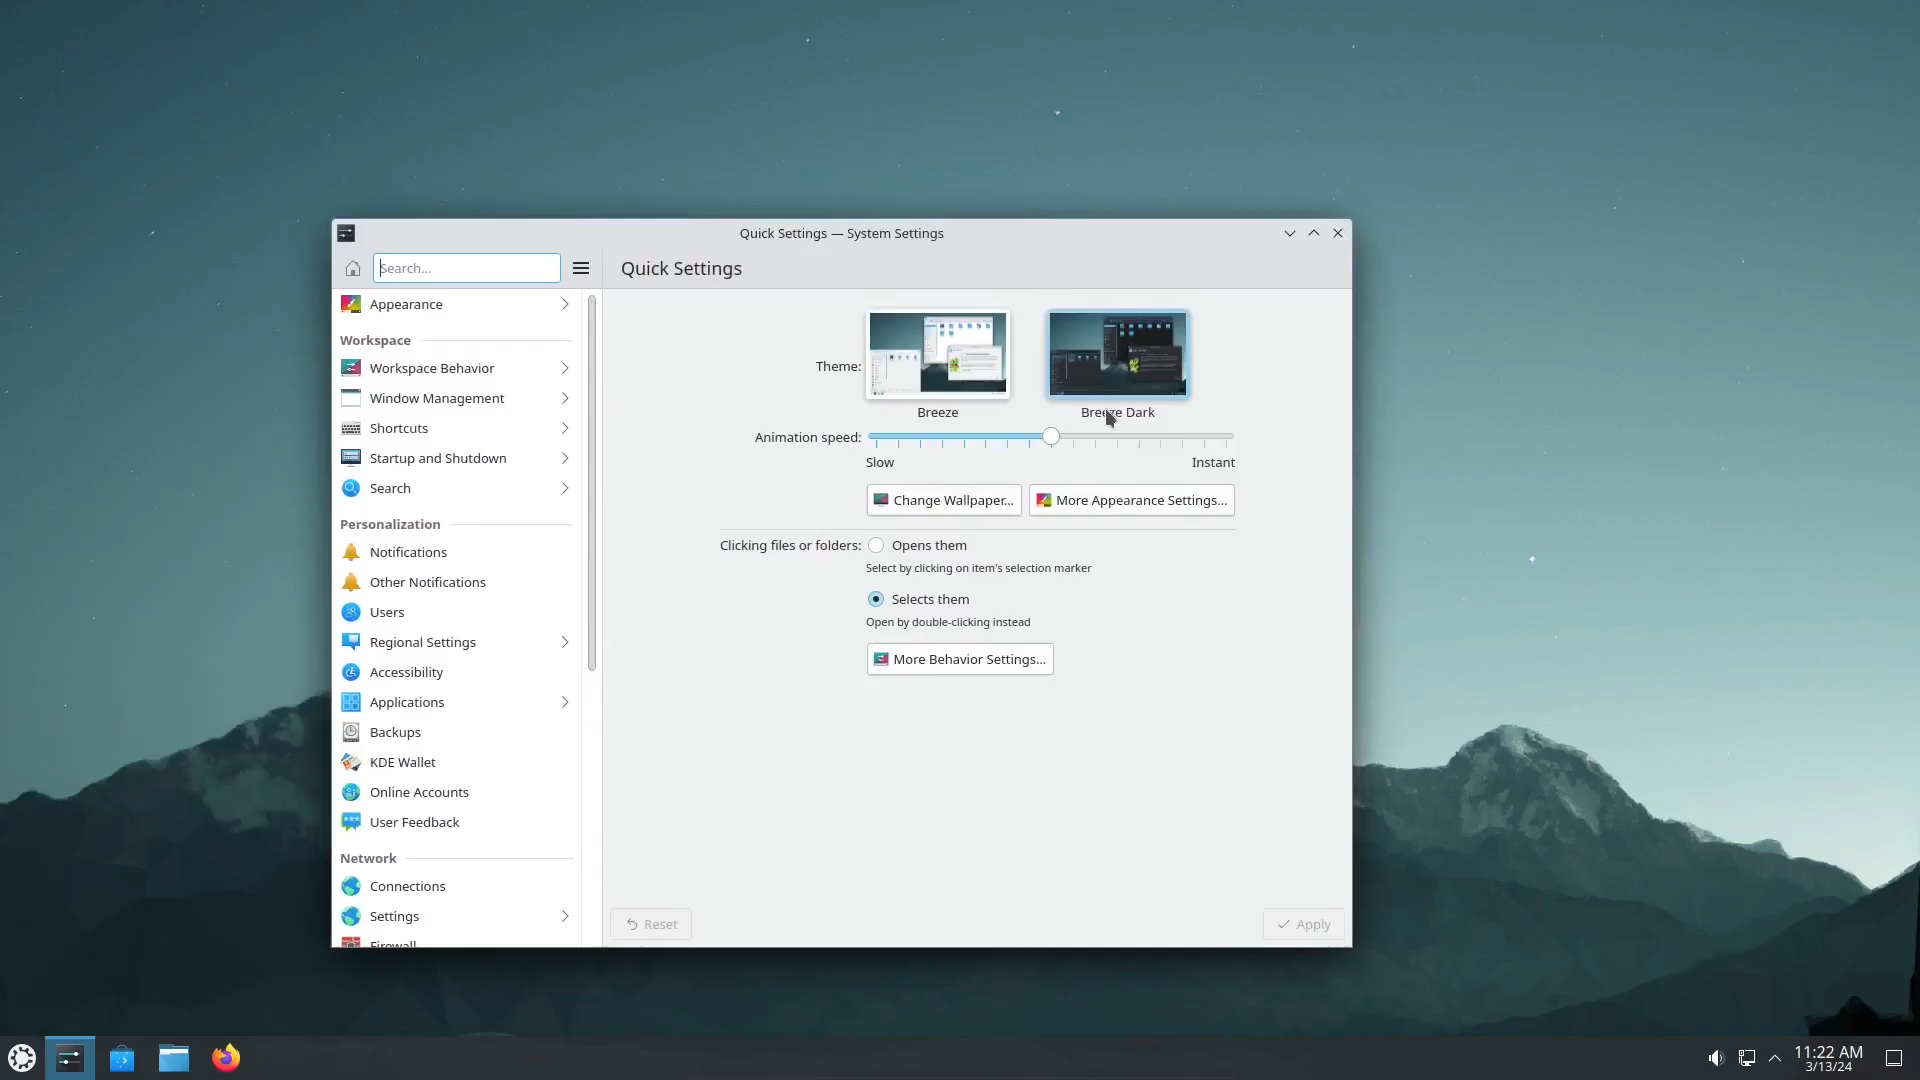 Quick Settings — System Settings
Search...
Quick Settings
Appearance
Workspace
Workspace Behavior
Window Management
Shortcuts
Startup and Shutdown
Search
Personalization
Notifications
Other Notifications
Users
Regional Settings
Accessibility
Applications
Backups
KDE Wallet
Online Accounts
User Feedback
Network
Connections
Settings
Firewall
Theme:
Breeze
Breeze Dark
Animation speed:
Slow
Instant
Change Wallpaper...
More Appearance Settings...
Clicking files or folders:
Opens them
Select by clicking on item's selection marker
Selects them
Open by double-clicking instead
More Behavior Settings...
Reset
Apply
11:22 AM
3/13/24